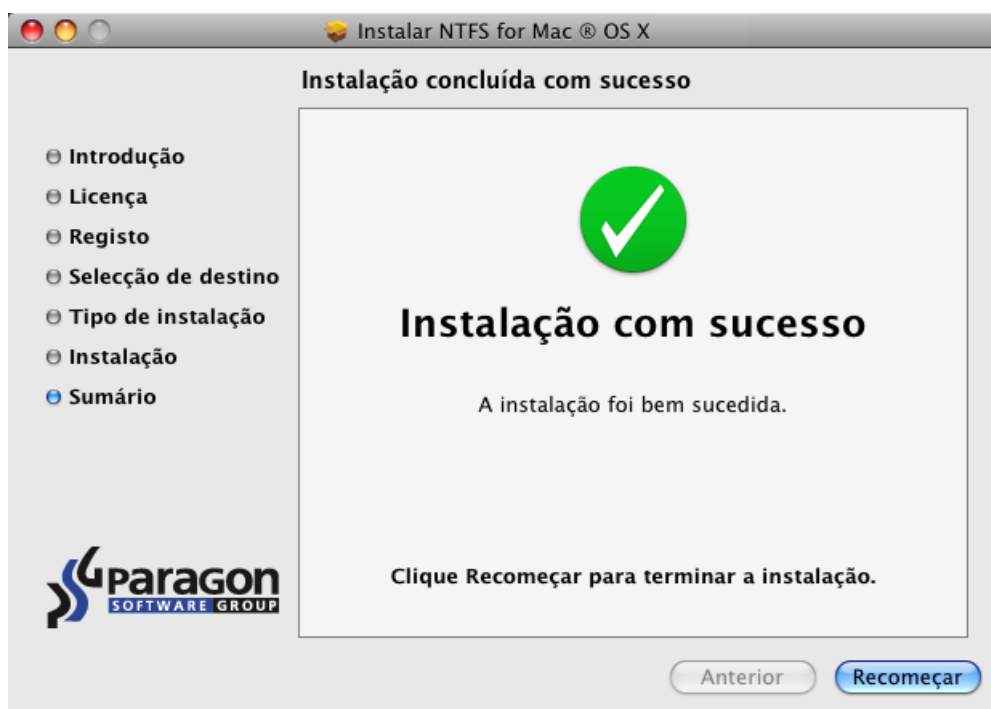 Instalar NTFS for Mac ® OS X
Instalação concluída com sucesso
Introdução
Licença
Registo
Selecção de destino
Tipo de instalação
Instalação
Sumário
Instalação com sucesso
A instalação foi bem sucedida.
Clique Recomeçar para terminar a instalação.
Paragon
SOFTWARE GROUP
Anterior
Recomeçar